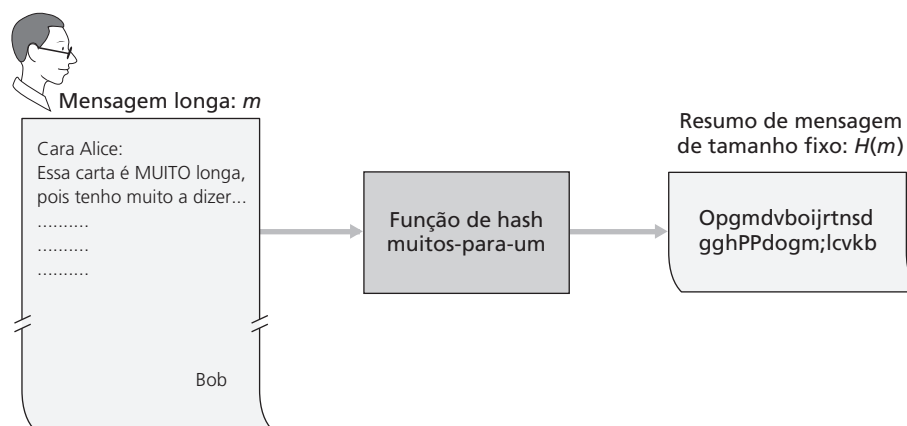 Mensagem longa: m
Cara Alice:
Essa carta é MUITO longa,
pois tenho muito a dizer...
..........
..........
..........
Bob
Função de hash
muitos-para-um
Resumo de mensagem
de tamanho fixo: H(m)
Opgmdvboijrtnsd
gghPPdogm;lcvkb